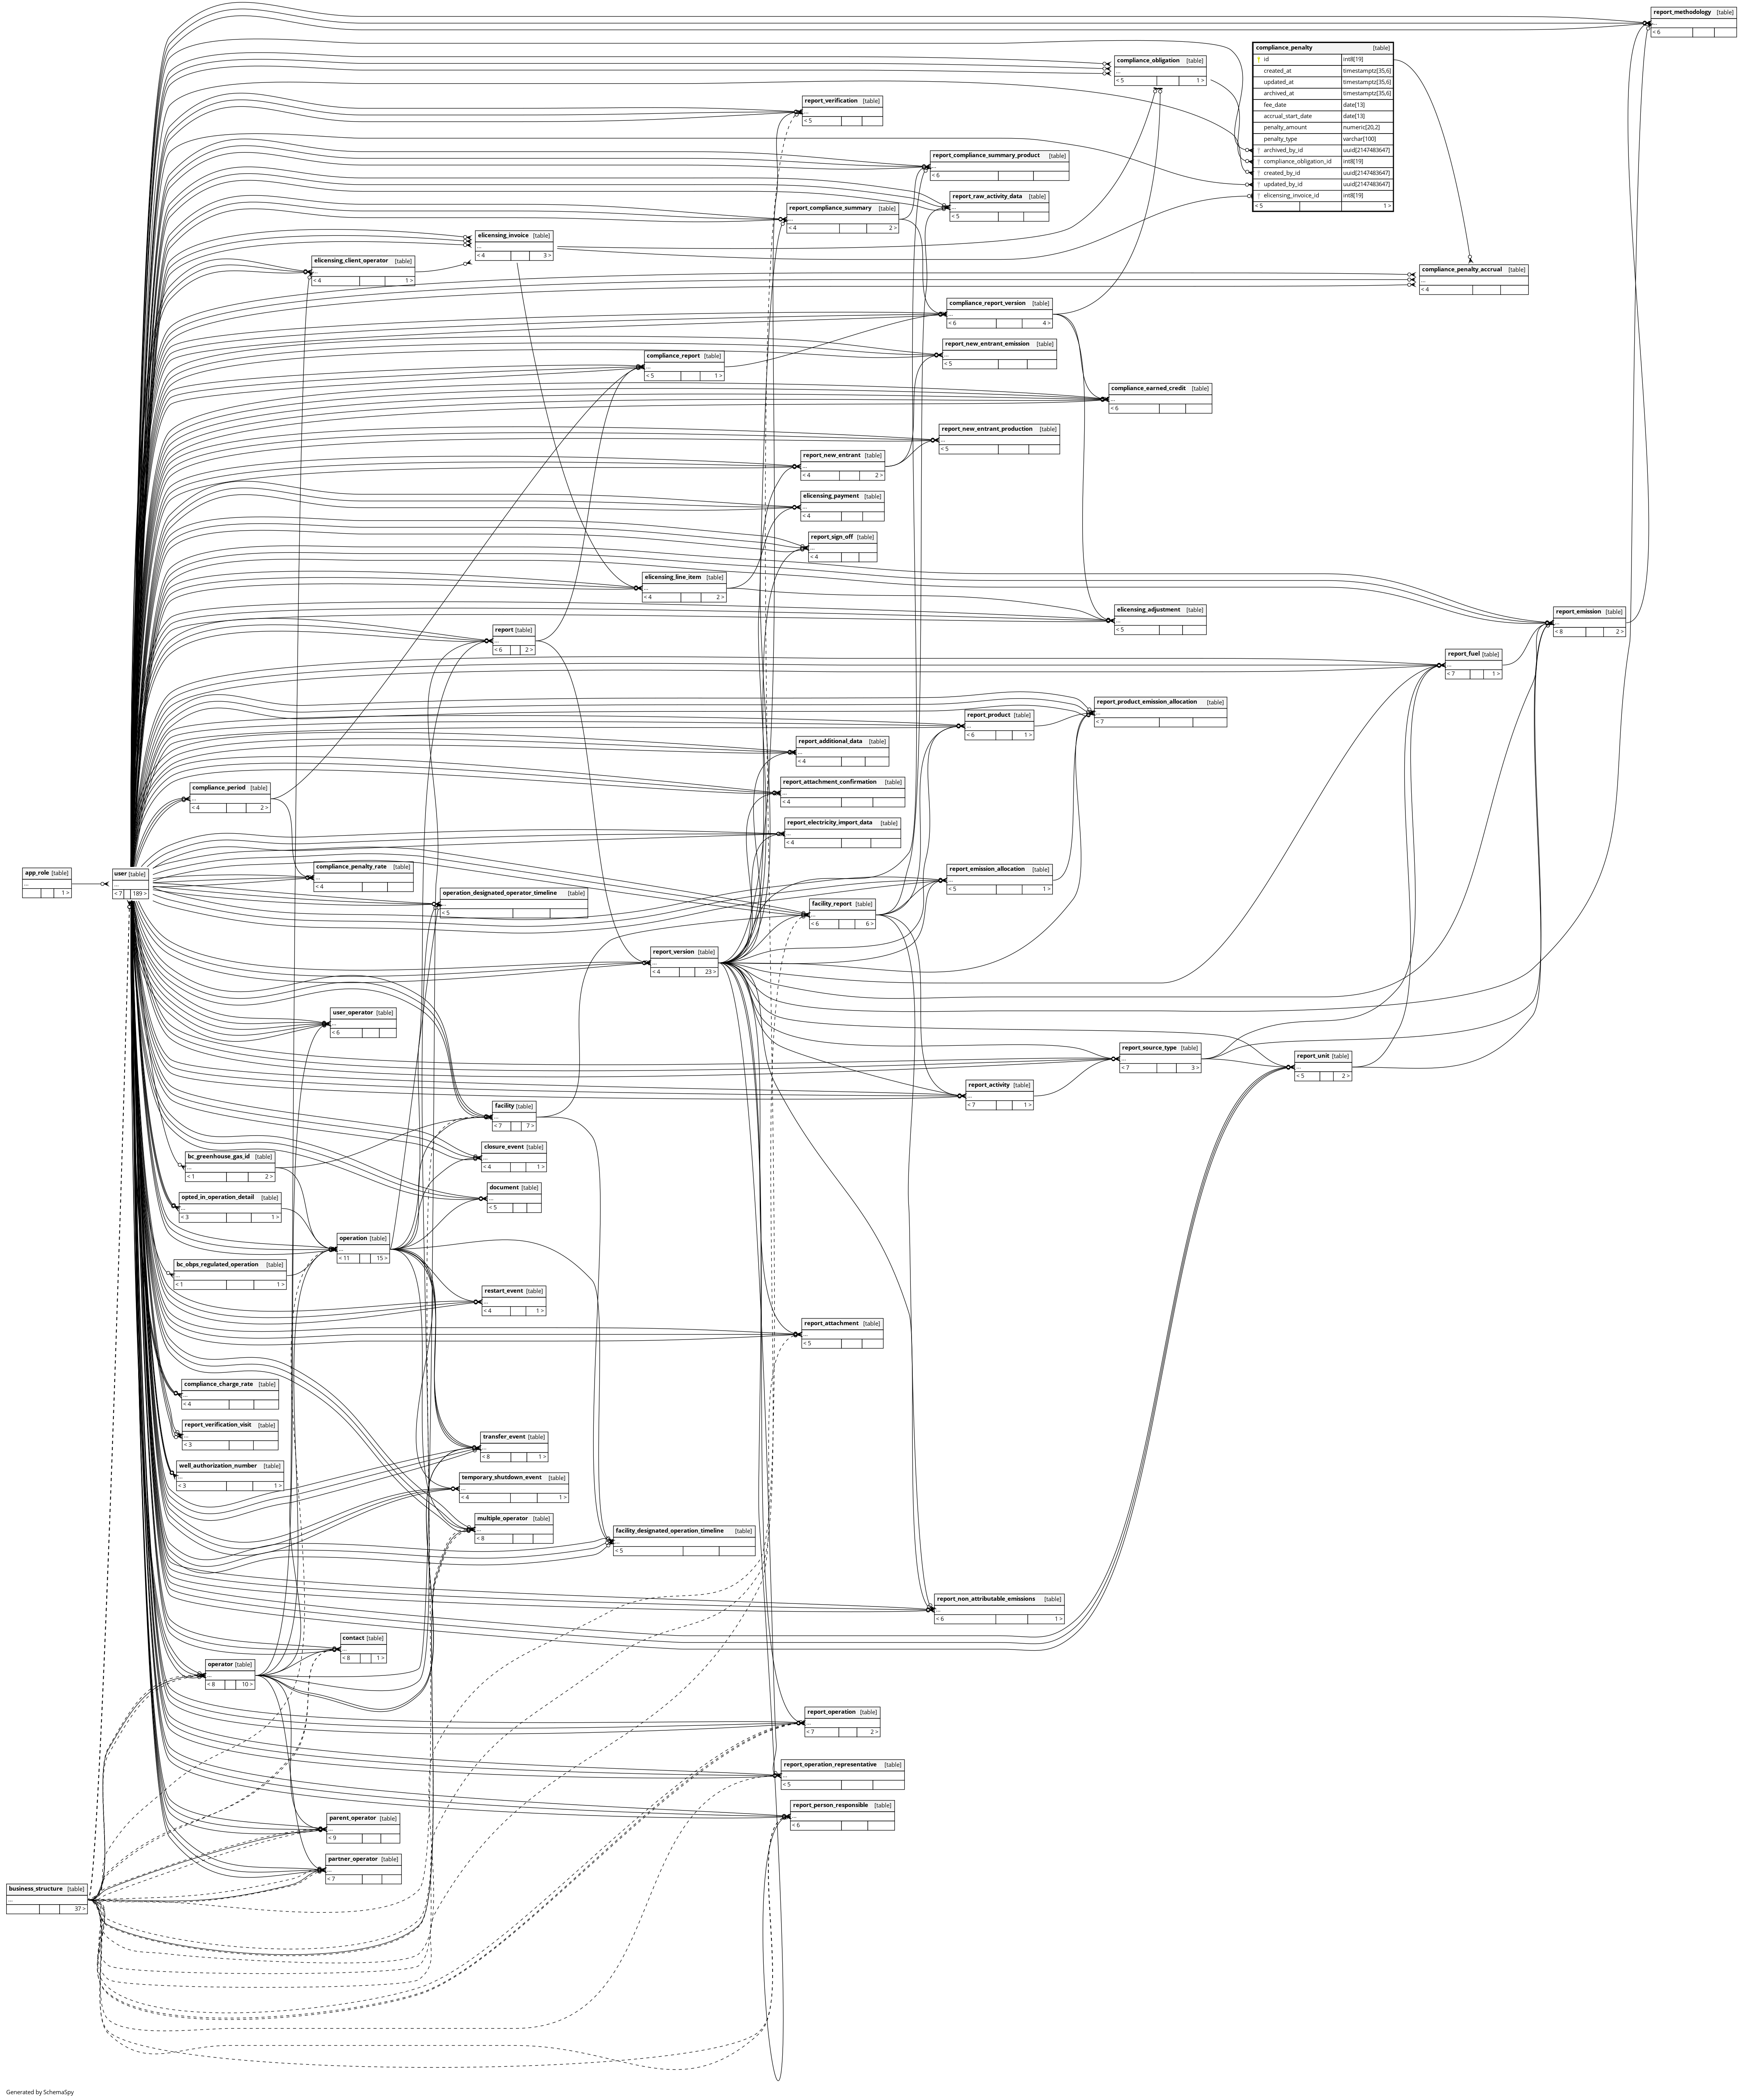 report_methodology [table]
...
< 6
compliance_penalty [table]
id int8[19]
created_at timestamptz[35,6]
updated_at timestamptz[35,6]
archived_at timestamptz[35,6]
fee_date date[13]
accrual_start_date date[13]
penalty_amount numeric[20,2]
penalty_type varchar[100]
archived_by_id uuid[2147483647]
compliance_obligation_id int8[19]
created_by_id uuid[2147483647]
updated_by_id uuid[2147483647]
elicensing_invoice_id int8[19]
< 5 1 >
compliance_obligation [table]
...
< 5 1 >
report_verification [table]
...
< 5
report_compliance_summary_product [table]
...
< 6
report_raw_activity_data [table]
...
< 5
report_compliance_summary [table]
...
< 4 2 >
elicensing_invoice [table]
...
< 4 3 >
elicensing_client_operator [table]
...
< 4 1 >
compliance_penalty_accrual [table]
...
< 4
compliance_report_version [table]
...
< 6 4 >
report_new_entrant_emission [table]
...
< 5
compliance_report [table]
...
< 5 1 >
compliance_earned_credit [table]
...
< 6
report_new_entrant_production [table]
...
< 5
report_new_entrant [table]
...
< 4 2 >
elicensing_payment [table]
...
< 4
report_sign_off [table]
...
< 4
elicensing_line_item [table]
...
< 4 2 >
elicensing_adjustment [table]
...
< 5
report_emission [table]
...
< 8 2 >
report [table]
...
< 6 2 >
report_fuel [table]
...
< 7 1 >
report_product_emission_allocation [table]
...
< 7
report_product [table]
...
< 6 1 >
report_additional_data [table]
...
< 4
report_attachment_confirmation [table]
...
< 4
compliance_period [table]
...
< 4 2 >
report_electricity_import_data [table]
...
< 4
app_role [table]
...
1 >
user [table]
...
< 7 189 >
compliance_penalty_rate [table]
...
< 4
report_emission_allocation [table]
...
< 5 1 >
operation_designated_operator_timeline [table]
...
< 5
facility_report [table]
...
< 6 6 >
report_version [table]
...
< 4 23 >
user_operator [table]
...
< 6
report_source_type [table]
...
< 7 3 >
report_unit [table]
...
< 5 2 >
report_activity [table]
...
< 7 1 >
facility [table]
...
< 7 7 >
closure_event [table]
...
< 4 1 >
bc_greenhouse_gas_id [table]
...
< 1 2 >
document [table]
...
< 5
opted_in_operation_detail [table]
...
< 3 1 >
operation [table]
...
< 11 15 >
bc_obps_regulated_operation [table]
...
< 1 1 >
restart_event [table]
...
< 4 1 >
report_attachment [table]
...
< 5
compliance_charge_rate [table]
...
< 4
report_verification_visit [table]
...
< 3
transfer_event [table]
...
< 8 1 >
well_authorization_number [table]
...
< 3 1 >
temporary_shutdown_event [table]
...
< 4 1 >
multiple_operator [table]
...
< 8
facility_designated_operation_timeline [table]
...
< 5
report_non_attributable_emissions [table]
...
< 6 1 >
contact [table]
...
< 8 1 >
operator [table]
...
< 8 10 >
report_operation [table]
...
< 7 2 >
report_operation_representative [table]
...
< 5
report_person_responsible [table]
...
< 6
parent_operator [table]
...
< 9
partner_operator [table]
...
< 7
business_structure [table]
...
37 >
Generated by SchemaSpy